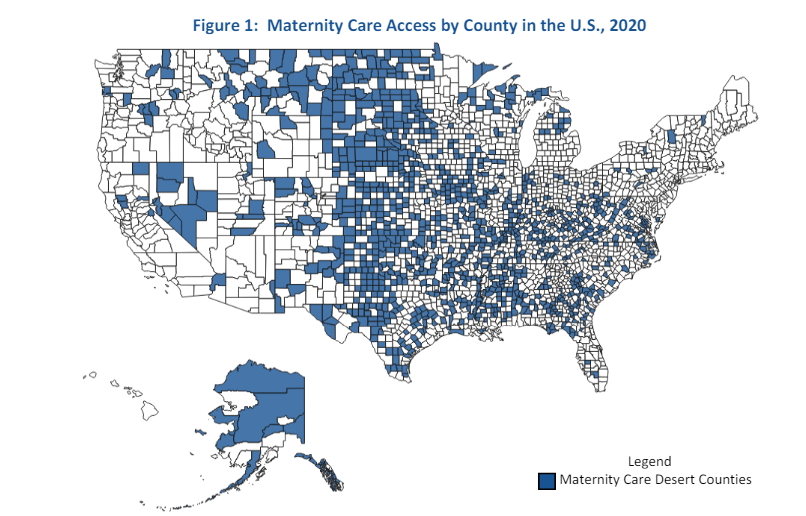 Figure 1: Maternity Care Access by County in the U.S., 2020
Legend
Maternity Care Desert Counties